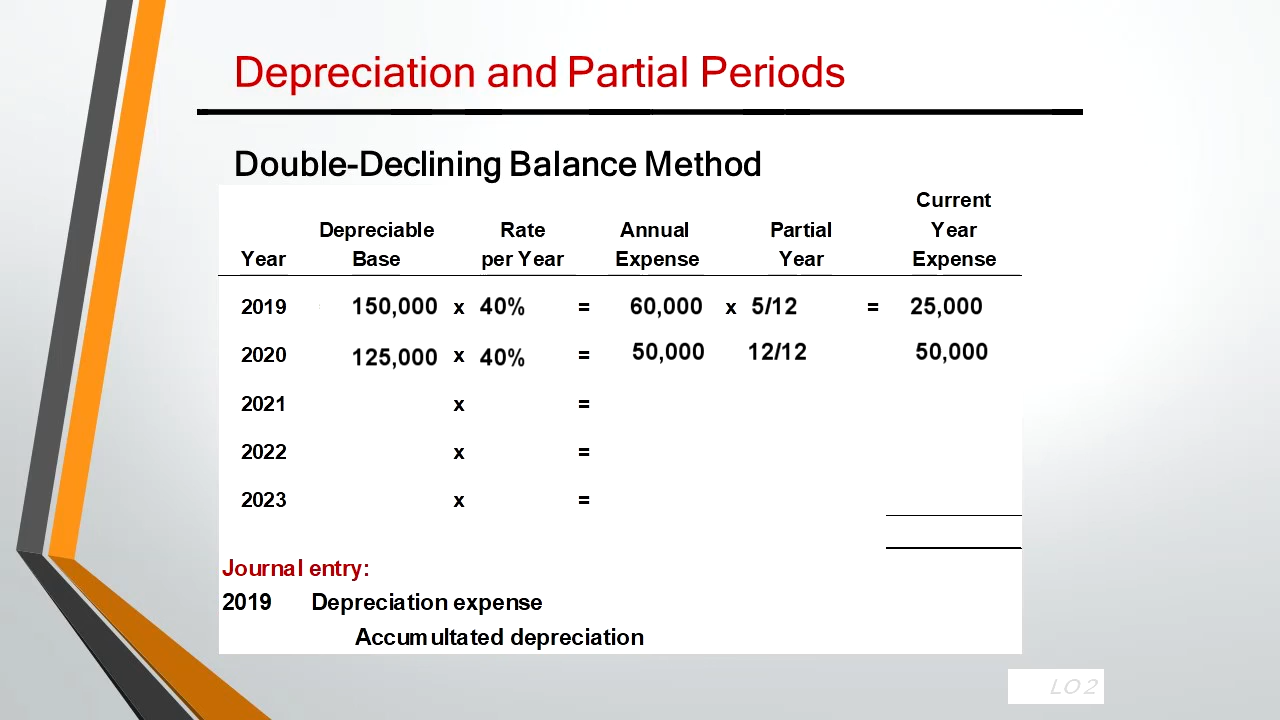 Depreciation and Partial Periods
Double-Declining Balance Method
Current
Depreciable Rate Annual Partial Year
Year Base per Year Expense Year Expense
2019 150,000 x 40% = 60,000 x 5/12 = 25,000
2020 125,000 x 40% = 50,000 12/12 50,000
2021 x =
2022 x =
2023 x =
Journal entry:
2019 Depreciation expense
Accumultated depreciation
LO 2